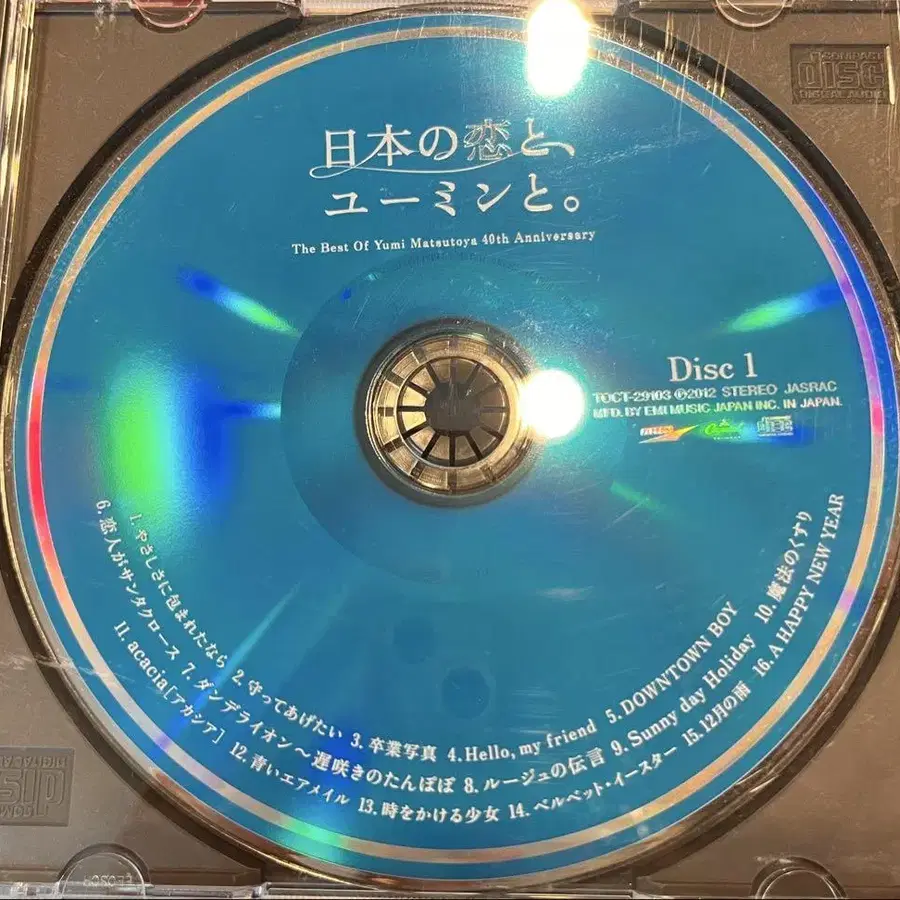 日本の恋と、
ユーミンと。
The Best Of Yumi Matsutoya 40th Anniversary
COMPACT
disc
DIGITAL AUDIO
Disc 1
TOCT-29103 ℗2012 STEREO JASRAC
MFD. BY EMI MUSIC JAPAN INC. IN JAPAN.
1. やさしさに包まれたなら 2. 守ってあげたい 3. 卒業写真 4. Hello, my friend 5. DOWNTOWN BOY
6. 恋人がサンタクロース 7. ダンデライオン〜遅咲きのたんぽぽ 8. ルージュの伝言 9. Sunny day Holiday 10. 魔法のくすり
11. acacia[アカシア] 12. 青いエアメイル 13. 時をかける少女 14. ベルベット・イースター 15. 12月の雨 16. A HAPPY NEW YEAR